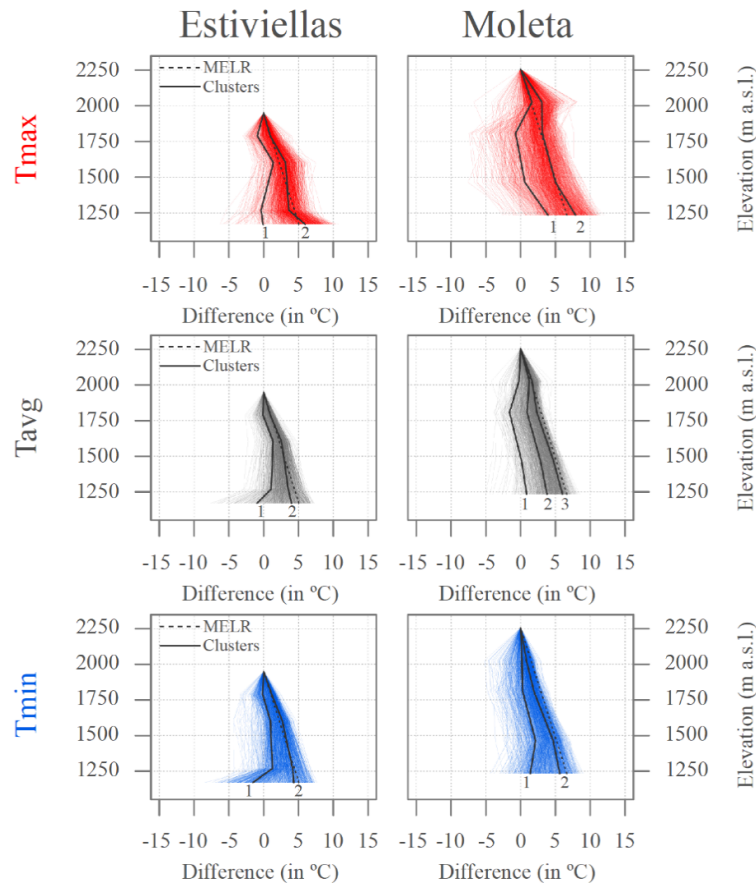 Estiviellas Moleta
Tmax
2250
2000
1750
1500
1250
MELR
Clusters
1 2
1 2
2250
2000
1750
1500
1250
Elevation (m a.s.l.)
-15 -10 -5 0 5 10 15
-15 -10 -5 0 5 10 15
Difference (in ºC)
Difference (in ºC)
Tavg
2250
2000
1750
1500
1250
MELR
Clusters
1 2
1 2 3
2250
2000
1750
1500
1250
Elevation (m a.s.l.)
-15 -10 -5 0 5 10 15
-15 -10 -5 0 5 10 15
Difference (in ºC)
Difference (in ºC)
Tmin
2250
2000
1750
1500
1250
MELR
Clusters
1 2
1 2
2250
2000
1750
1500
1250
Elevation (m a.s.l.)
-15 -10 -5 0 5 10 15
-15 -10 -5 0 5 10 15
Difference (in ºC)
Difference (in ºC)